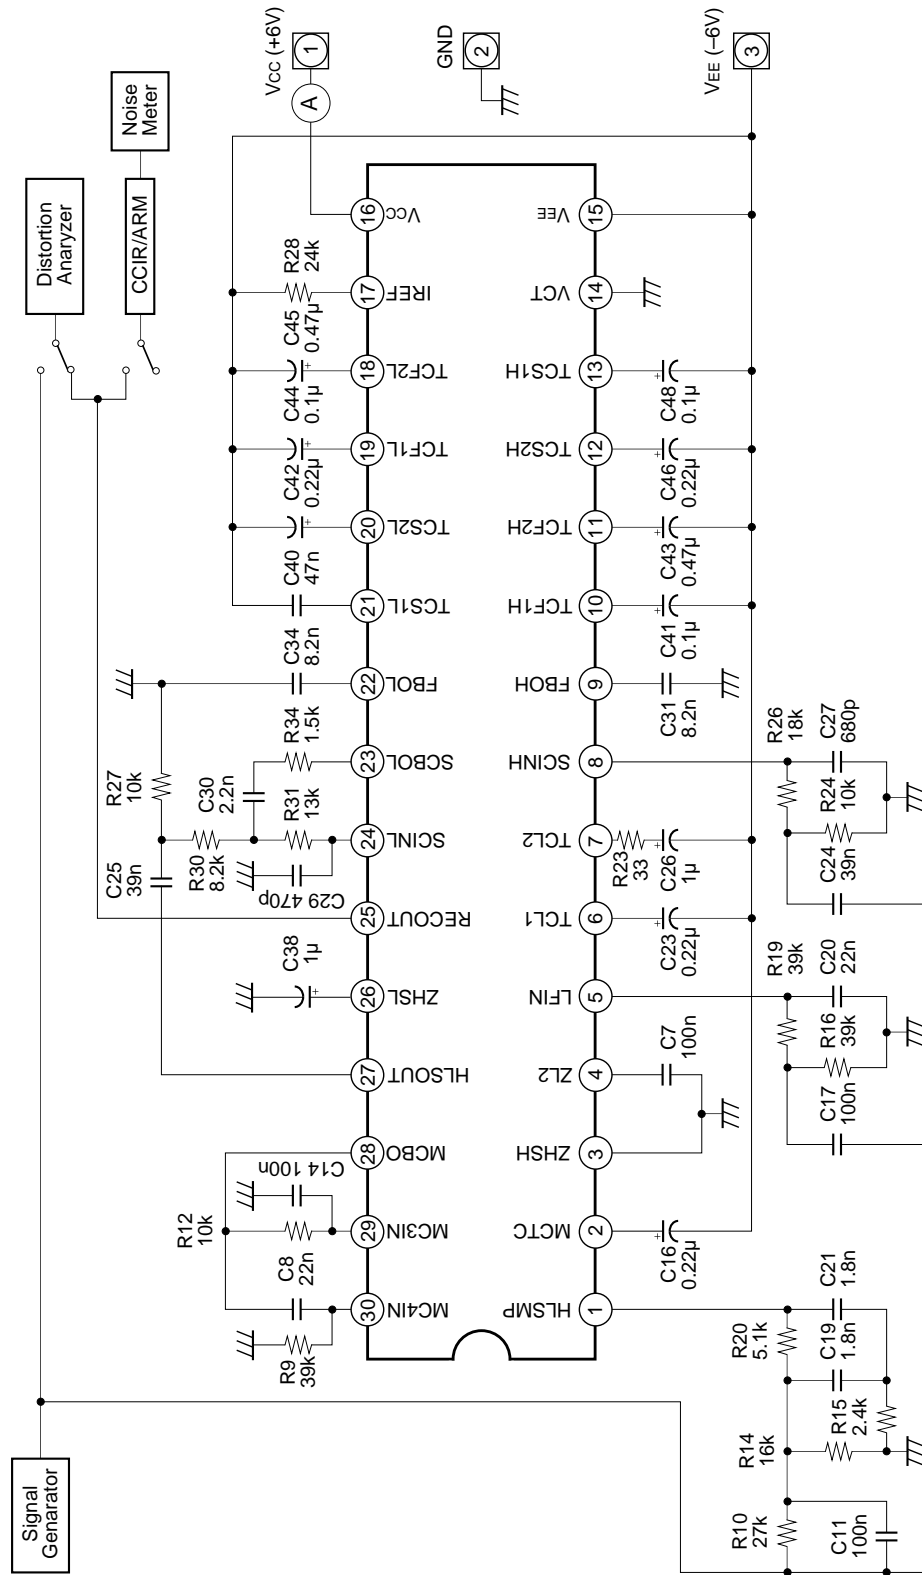 Signal
Genarator
Distortion
Anaryzer
Noise
Meter
CCIR/ARM
VCC (+6V)
1
A
GND
2
VEE (–6V)
3
R9
39k
C8
22n
R12
10k
C14 100n
C38
1µ
C25
39n
R27
10k
R30
8.2k
C30
2.2n
C29 470p
R31
13k
R34
1.5k
C34
8.2n
C40
47n
C42
0.22µ
C44
0.1µ
C45
0.47µ
R28
24k
30
29
28
27
26
25
24
23
22
21
20
19
18
17
16
MC4IN
MC3IN
MCBO
HLSOUT
ZHSL
RECOUT
SCINL
SCBOL
FBOL
TCS1L
TCS2L
TCF1L
TCF2L
IREF
VCC
HLSMP
MCTC
ZHSH
ZL2
LFIN
TCL1
TCL2
SCINH
FBOH
TCF1H
TCF2H
TCS2H
TCS1H
VCT
VEE
1
2
3
4
5
6
7
8
9
10
11
12
13
14
15
+
+
+
+
+
+
+
+
+
+
+
C16
0.22µ
C7
100n
C23
0.22µ
R23
33
C26
1µ
C31
8.2n
C41
0.1µ
C43
0.47µ
C46
0.22µ
C48
0.1µ
R10
27k
C11
100n
R14
16k
R15
2.4k
R20
5.1k
C19
1.8n
C21
1.8n
C17
100n
R16
39k
R19
39k
C20
22n
C24
39n
R24
10k
R26
18k
C27
680p